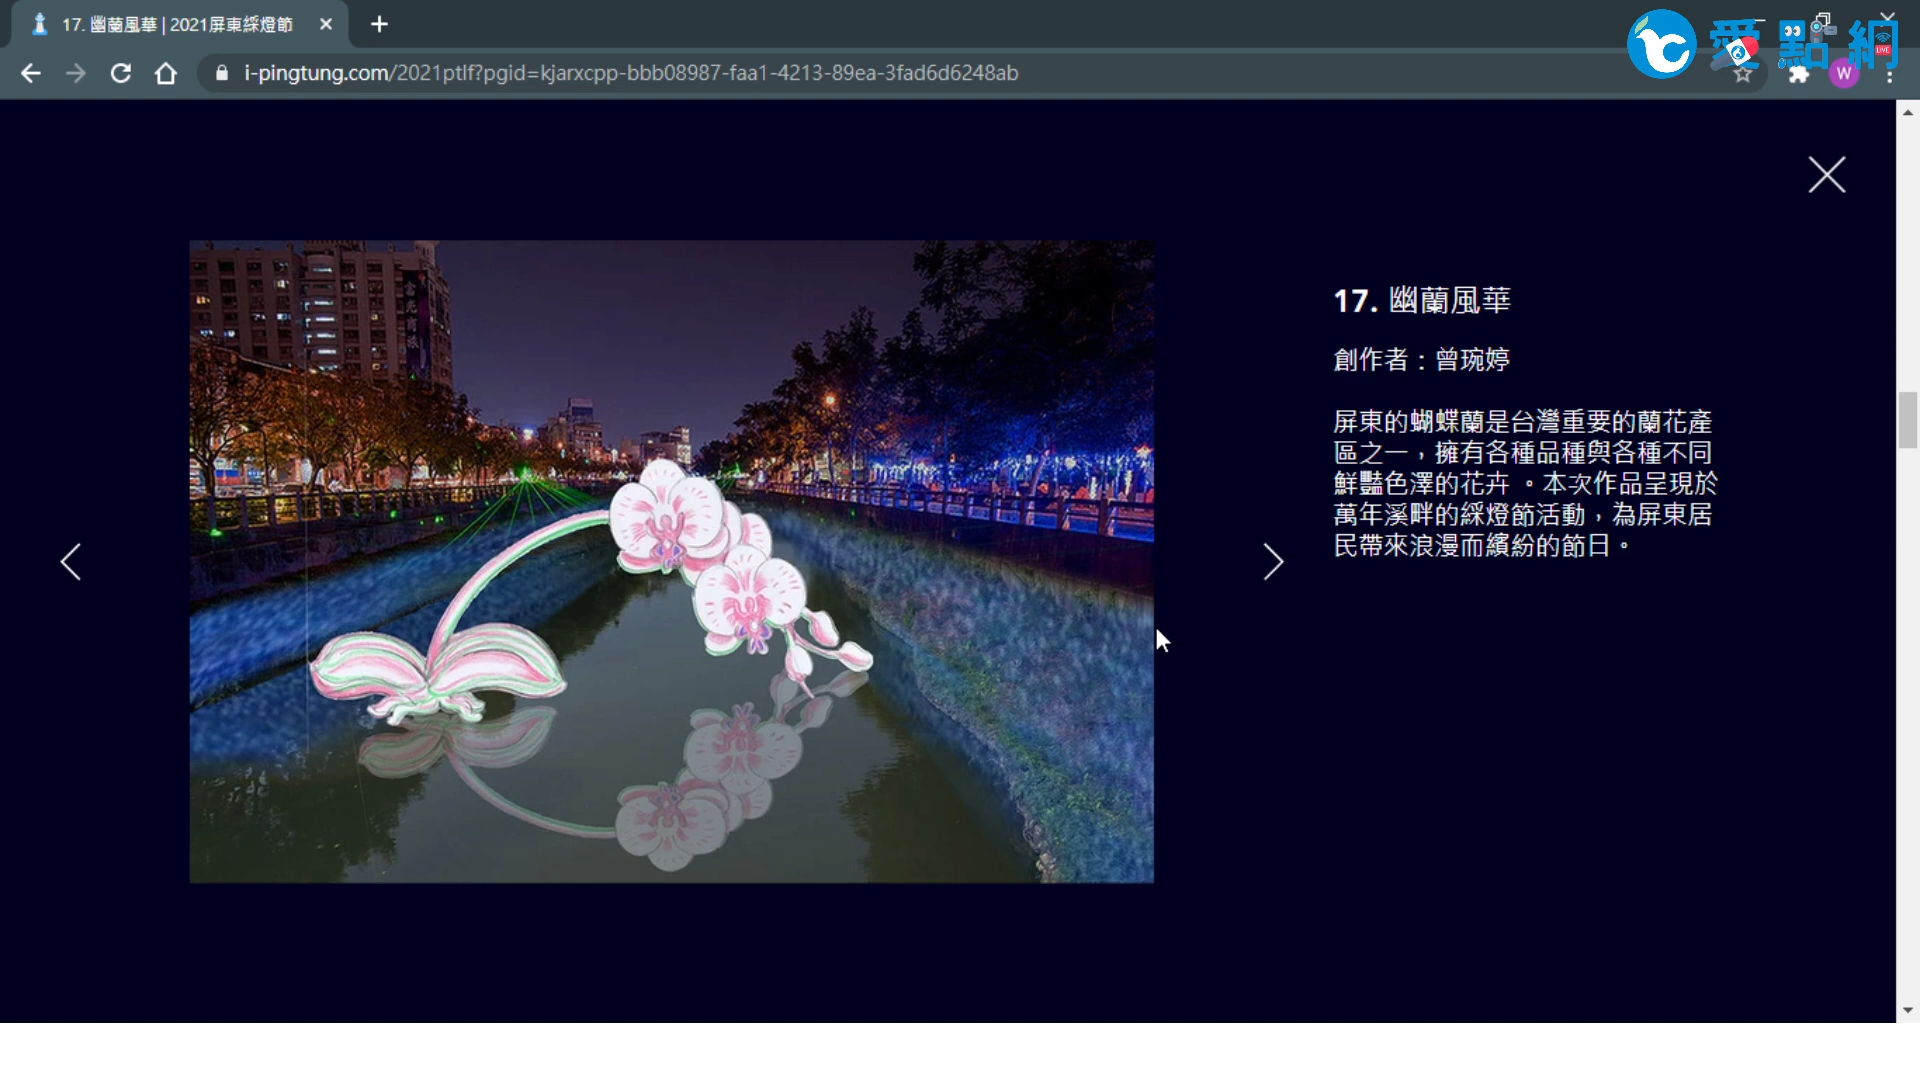 17. 幽蘭風華 | 2021屏東綵燈節
愛點網
LIVE
i-pingtung.com/2021ptlf?pgid=kjarxcpp-bbb08987-faa1-4213-89ea-3fad6d6248ab
W
17. 幽蘭風華
創作者：曾琬婷
屏東的蝴蝶蘭是台灣重要的蘭花產
區之一，擁有各種品種與各種不同
鮮豔色澤的花卉 。本次作品呈現於
萬年溪畔的綵燈節活動，為屏東居
民帶來浪漫而繽紛的節日。